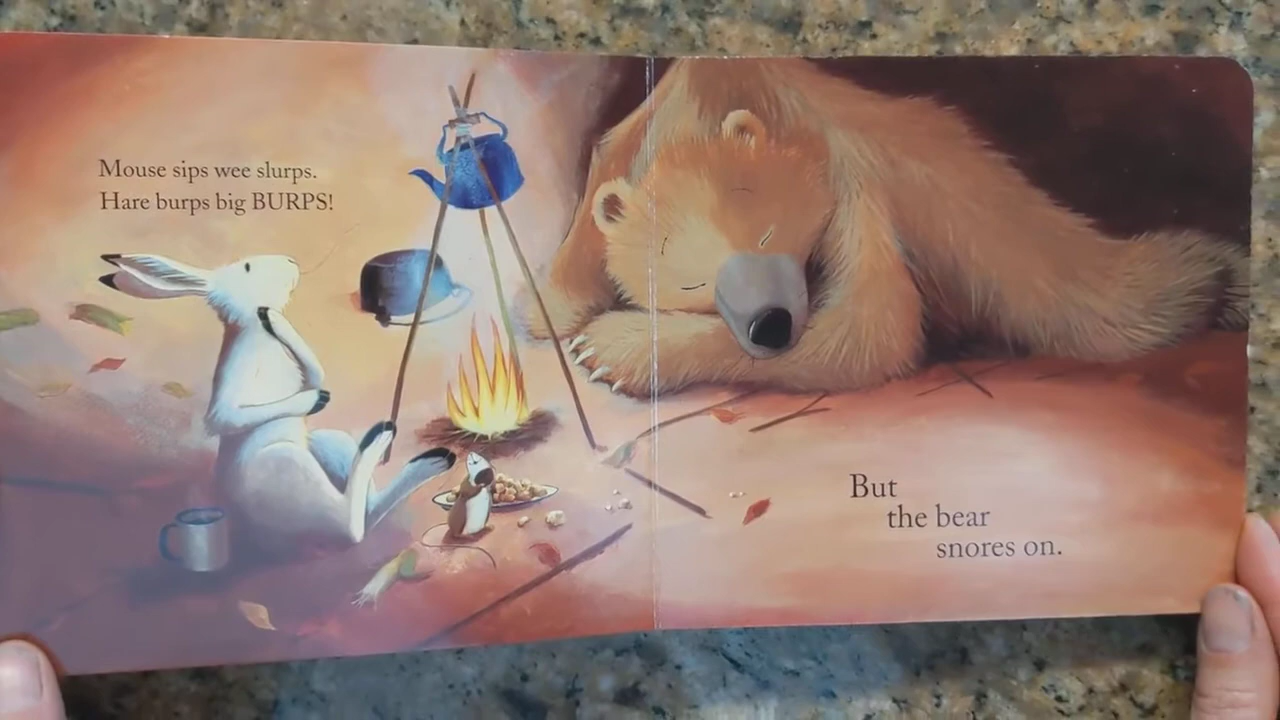 Mouse sips wee slurps.
Hare burps big BURPS!
But
the bear
snores on.